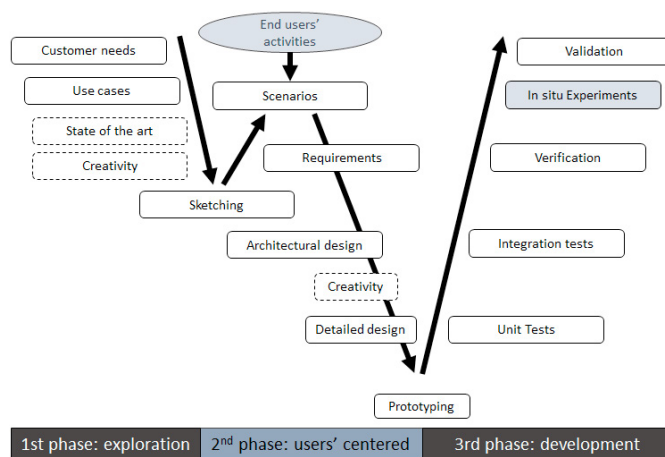 End users’
activities
Customer needs
Validation
Use cases
Scenarios
In situ Experiments
State of the art
Creativity
Requirements
Verification
Sketching
Architectural design
Integration tests
Creativity
Detailed design
Unit Tests
Prototyping
1st phase: exploration
2nd phase: users’ centered
3rd phase: development